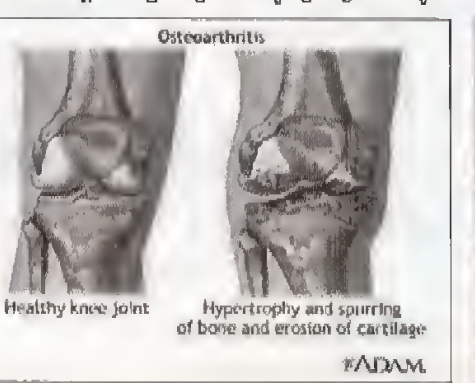 Osteoarthritis
Healthy knee joint
Hypertrophy and spurring
of bone and erosion of cartilage
ADAM.